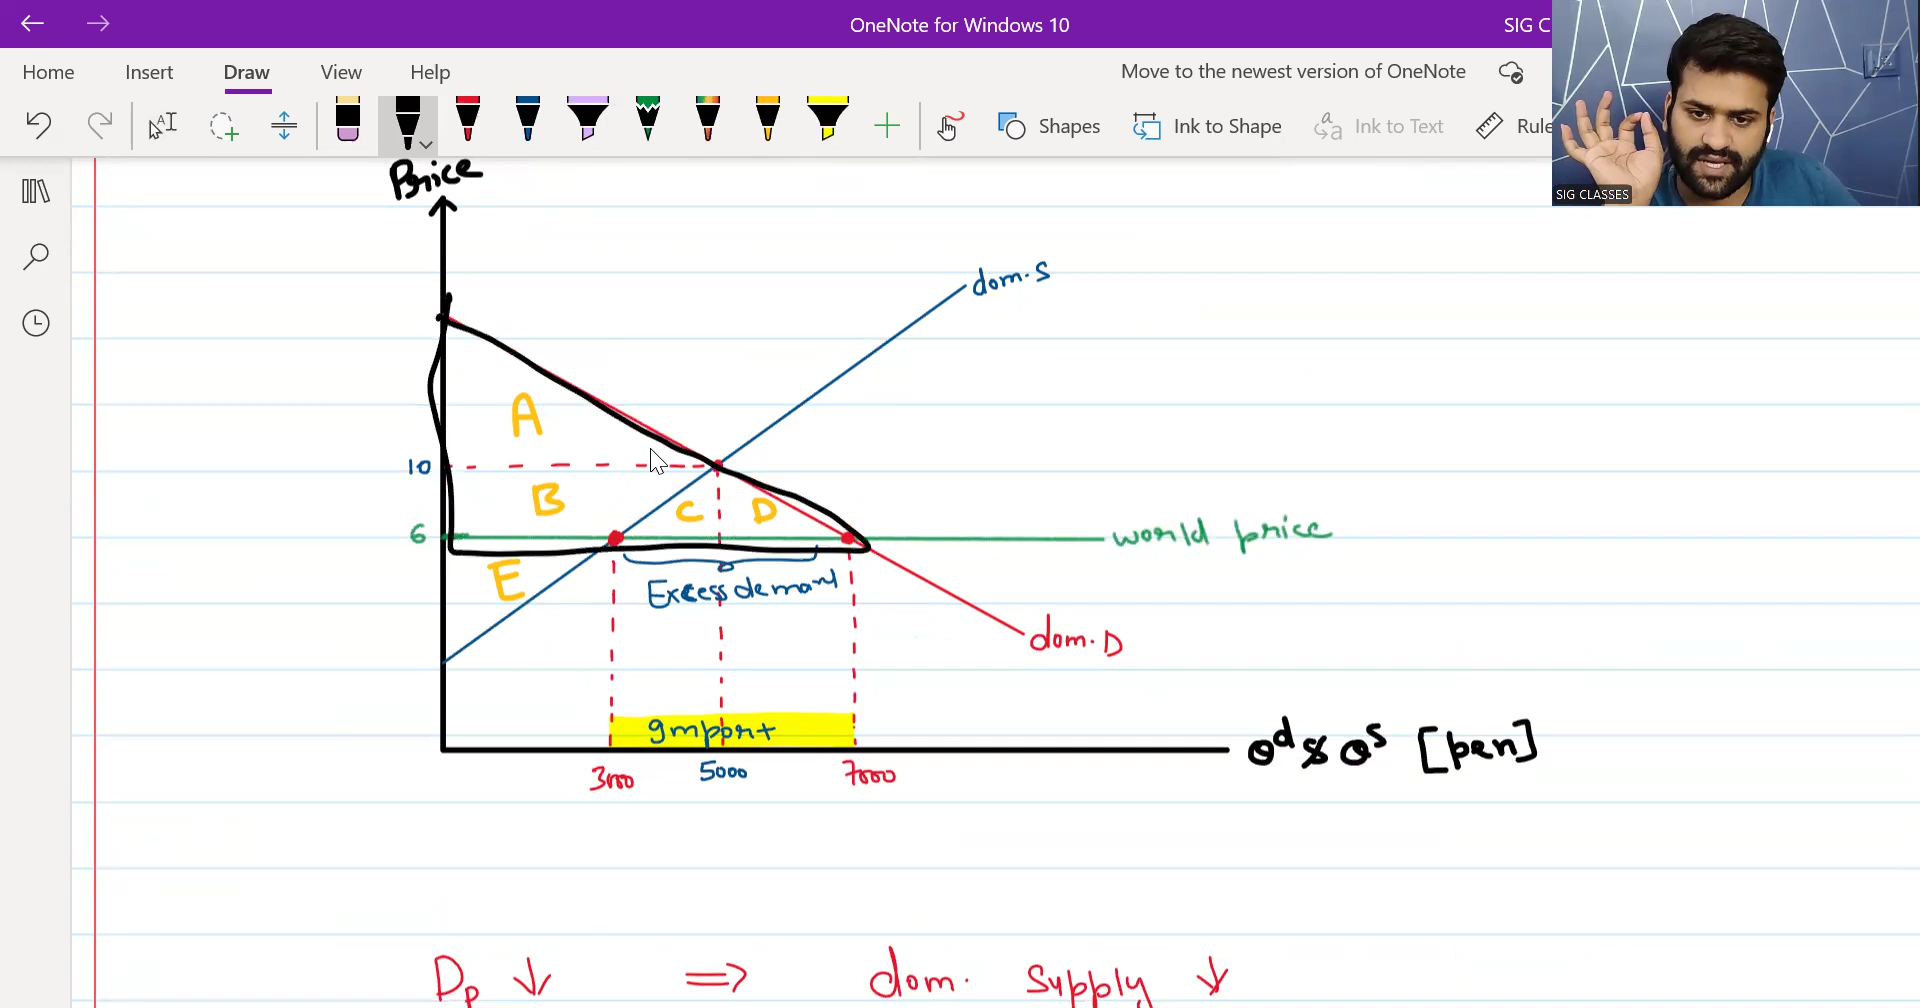 OneNote for Windows 10
SIG C
Home Insert Draw View Help
Move to the newest version of OneNote
Shapes
Ink to Shape
Ink to Text
Rule
SIG CLASSES
Price
dom.S
A
10
B
C
D
6
world price
E
Excess demand
dom.D
Import
3000
5000
7000
Qd & Qs [pen]
Dp ↓ ⇒ dom. Supply ↓